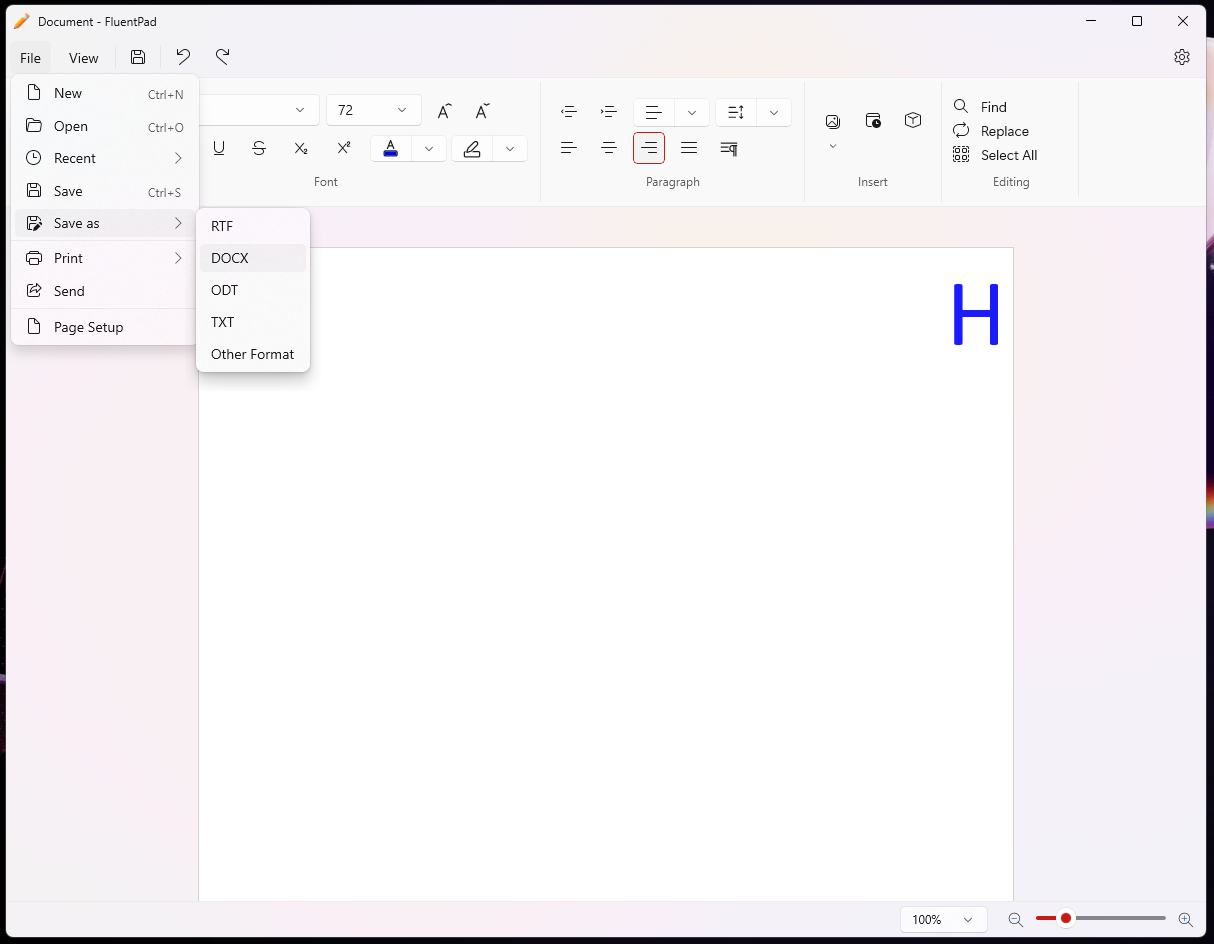 Document - FluentPad
File View
New Ctrl+N
Open Ctrl+O
Recent
Save Ctrl+S
Save as
Print
Send
Page Setup
RTF
DOCX
ODT
TXT
Other Format
72
Font
Paragraph
Insert
Find
Replace
Select All
Editing
H
100%